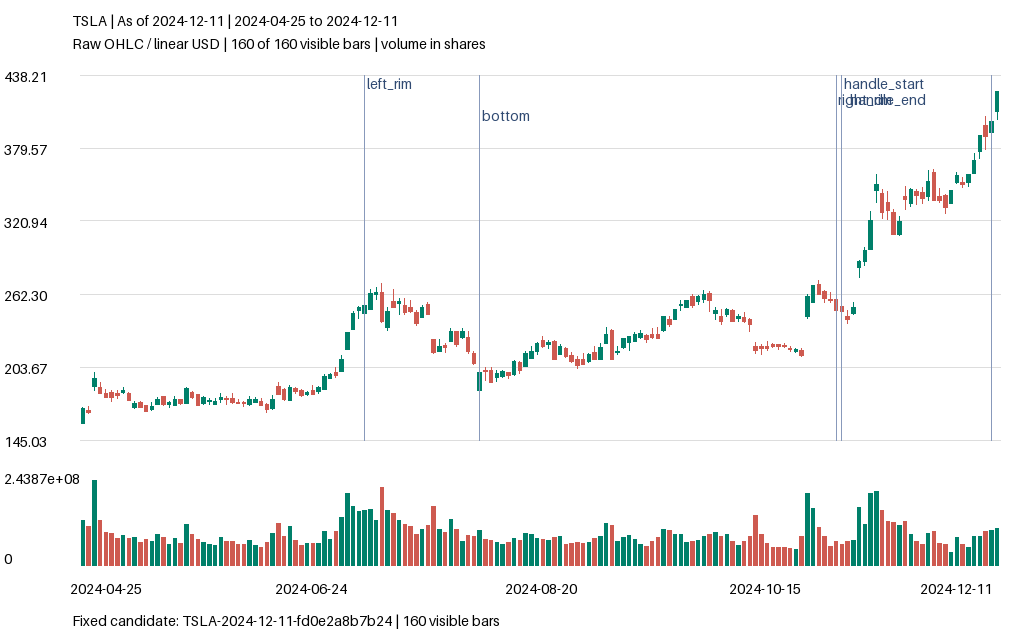 TSLA | As of 2024-12-11 | 2024-04-25 to 2024-12-11
Raw OHLC / linear USD | 160 of 160 visible bars | volume in shares
438.21
379.57
320.94
262.30
203.67
145.03
left_rim
bottom
handle_start
right_rim
handle_end
2.4387e+08
0
2024-04-25
2024-06-24
2024-08-20
2024-10-15
2024-12-11
Fixed candidate: TSLA-2024-12-11-fd0e2a8b7b24 | 160 visible bars